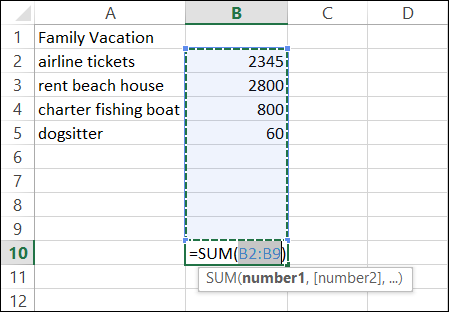 A B C D
1 Family Vacation
2 airline tickets 2345
3 rent beach house 2800
4 charter fishing boat 800
5 dogsitter 60
6
7
8
9
10 =SUM(B2:B9)
11 SUM(number1, [number2], ...)
12